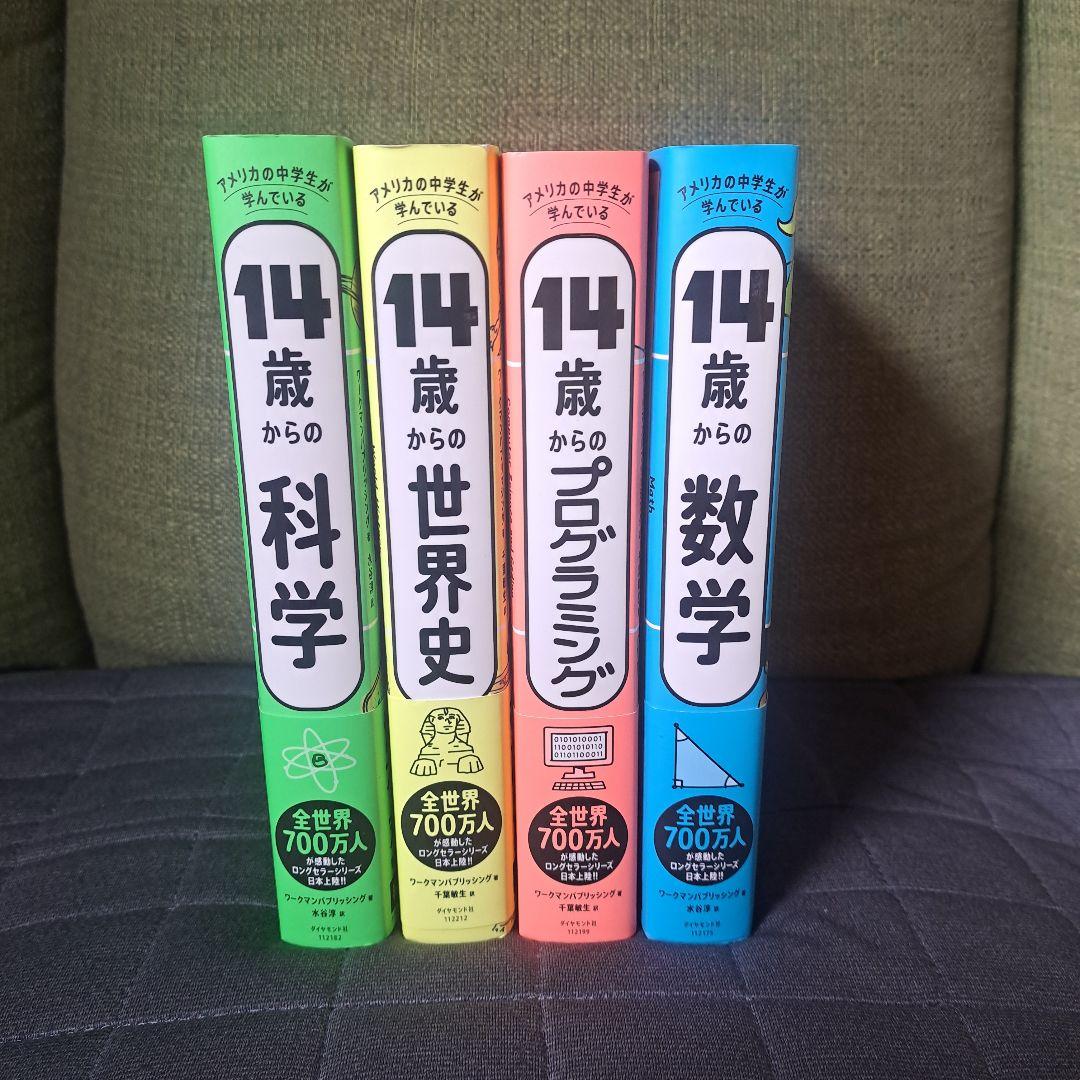 アメリカの中学生が
学んでいる
14
歳
からの
科学
全世界
700万人
が感動した
ロングセラーシリーズ
日本上陸!!
ワークマンパブリッシング 著
水谷淳 訳
ダイヤモンド社
112182
アメリカの中学生が
学んでいる
14
歳
からの
世界史
全世界
700万人
が感動した
ロングセラーシリーズ
日本上陸!!
ワークマンパブリッシング 著
千葉敏生 訳
ダイヤモンド社
112212
アメリカの中学生が
学んでいる
14
歳
からの
プログラミング
0101010001
11001010110
01101100011
全世界
700万人
が感動した
ロングセラーシリーズ
日本上陸!!
ワークマンパブリッシング 著
千葉敏生 訳
ダイヤモンド社
112199
アメリカの中学生が
学んでいる
14
歳
からの
数学
Math
全世界
700万人
が感動した
ロングセラーシリーズ
日本上陸!!
ワークマンパブリッシング 著
水谷淳 訳
ダイヤモンド社
112175